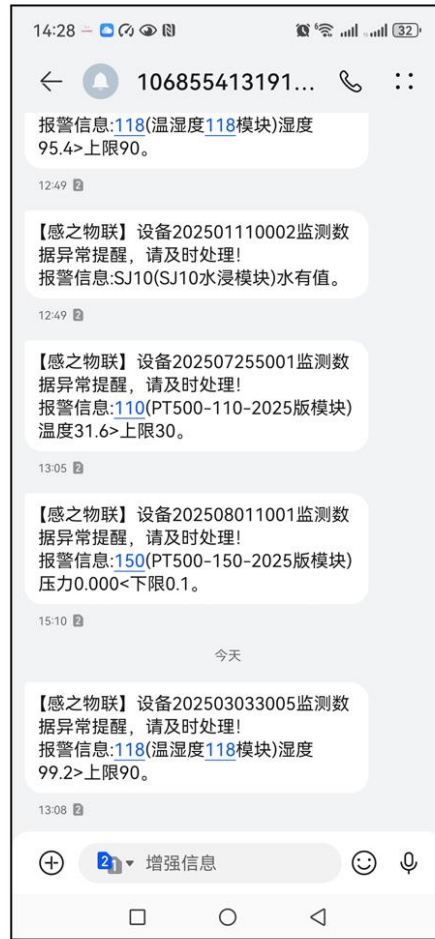 14:28
32
106855413191...
报警信息:118(温湿度118模块)湿度
95.4>上限90。
12:49 2
【感之物联】设备202501110002监测数
据异常提醒，请及时处理!
报警信息:SJ10(SJ10水浸模块)水有值。
12:49 2
【感之物联】设备202507255001监测数
据异常提醒，请及时处理!
报警信息:110(PT500-110-2025版模块)
温度31.6>上限30。
13:05 2
【感之物联】设备202508011001监测数
据异常提醒，请及时处理!
报警信息:150(PT500-150-2025版模块)
压力0.000<下限0.1。
15:10 2
今天
【感之物联】设备202503033005监测数
据异常提醒，请及时处理!
报警信息:118(温湿度118模块)湿度
99.2>上限90。
13:08 2
2 1 增强信息